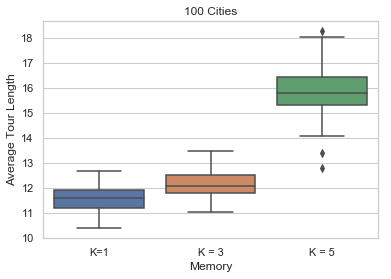 100 Cities
Average Tour Length
18
17
16
15
14
13
12
11
10
K=1
K = 3
K = 5
Memory